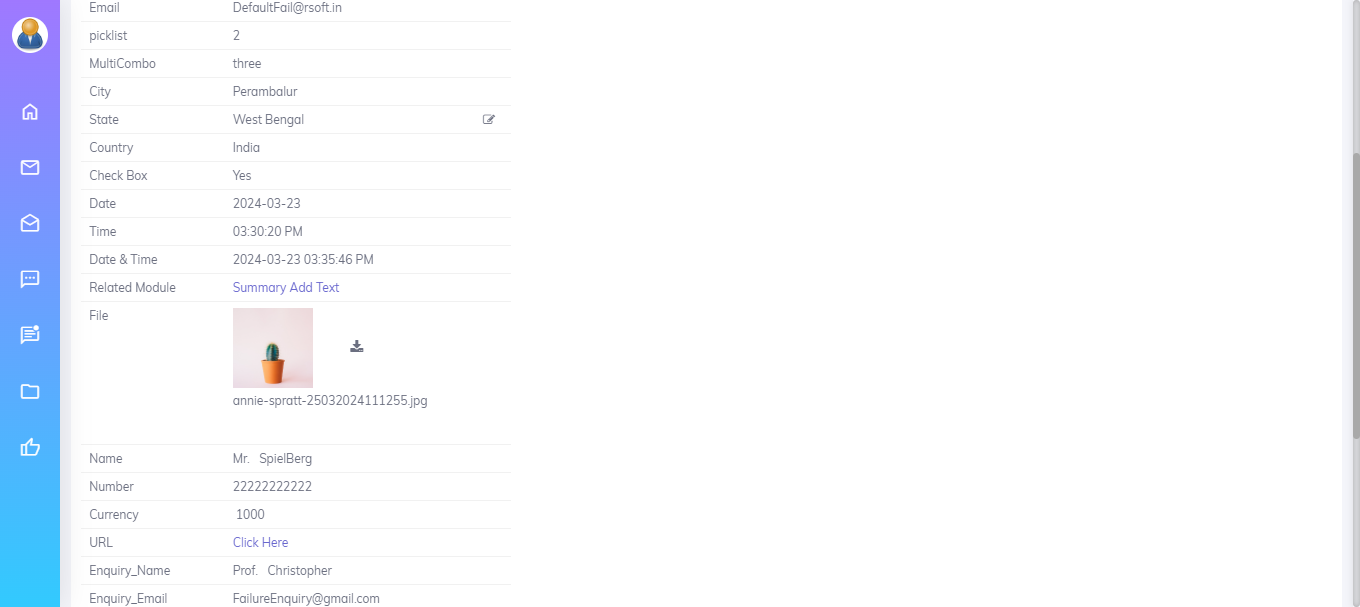 Email DefaultFail@rsoft.in
picklist 2
MultiCombo three
City Perambalur
State West Bengal
Country India
Check Box Yes
Date 2024-03-23
Time 03:30:20 PM
Date & Time 2024-03-23 03:35:46 PM
Related Module Summary Add Text
File
annie-spratt-25032024111255.jpg
Name Mr. SpielBerg
Number 22222222222
Currency 1000
URL Click Here
Enquiry_Name Prof. Christopher
Enquiry_Email FailureEnquiry@gmail.com